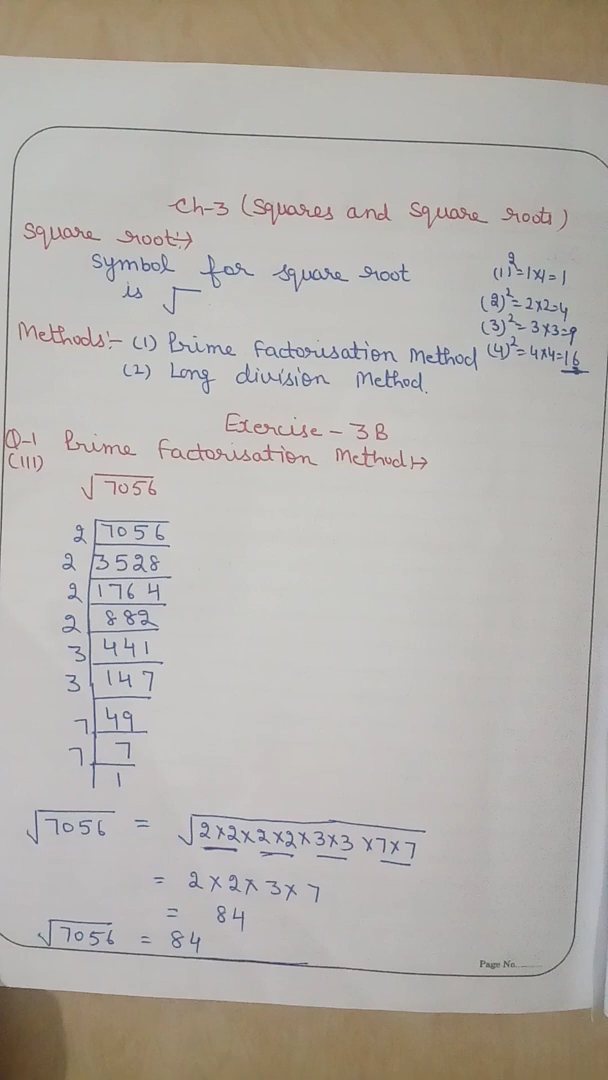 Ch-3 (Squares and Square roots)
Square root:→
Symbol for square root
is √
(1)²=1×1=1
(2)²=2×2=4
(3)²=3×3=9
(4)²=4×4=16
Methods:- (1) Prime Factorisation Method
(2) Long division Method.
Exercise - 3B
Q-1 Prime Factorisation Method:→
(III)
√7056
2 | 7056
2 | 3528
2 | 1764
2 | 882
3 | 441
3 | 147
7 | 49
7 | 7
| 1
√7056 = √2×2×2×2×3×3×7×7
= 2×2×3×7
= 84
√7056 = 84
Page No.......